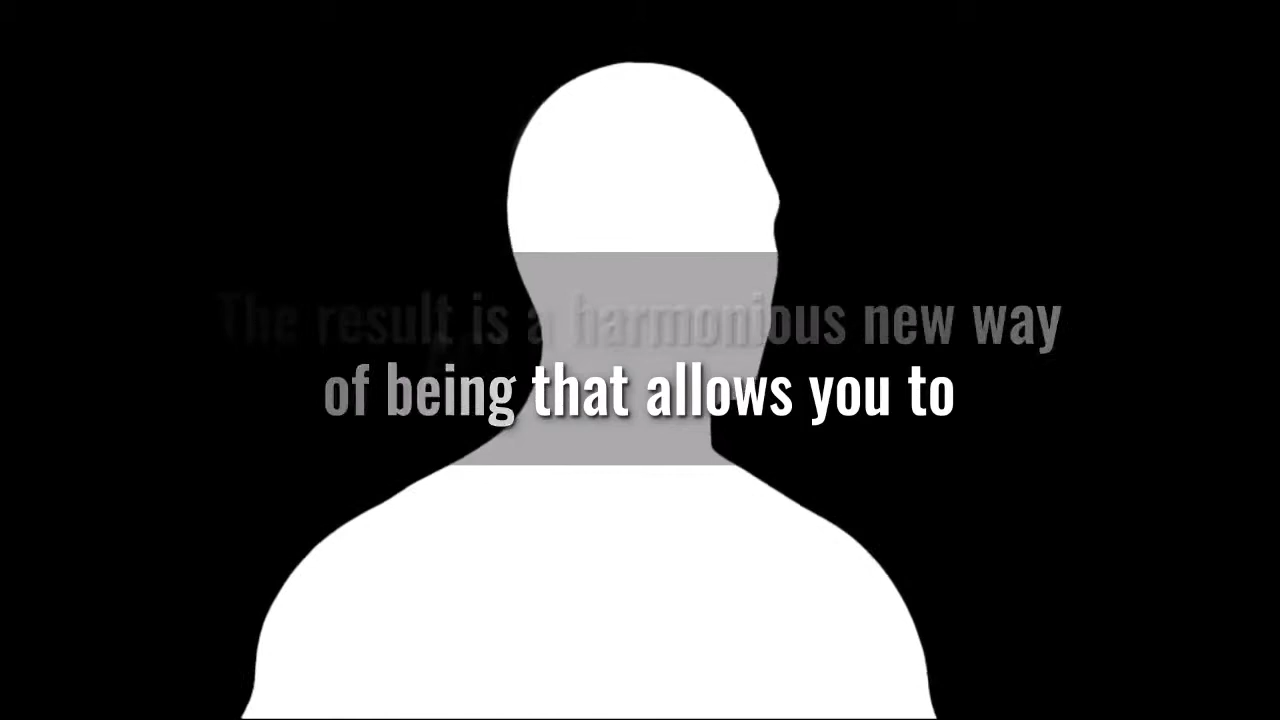 The result is a harmonious new way
of being that allows you to